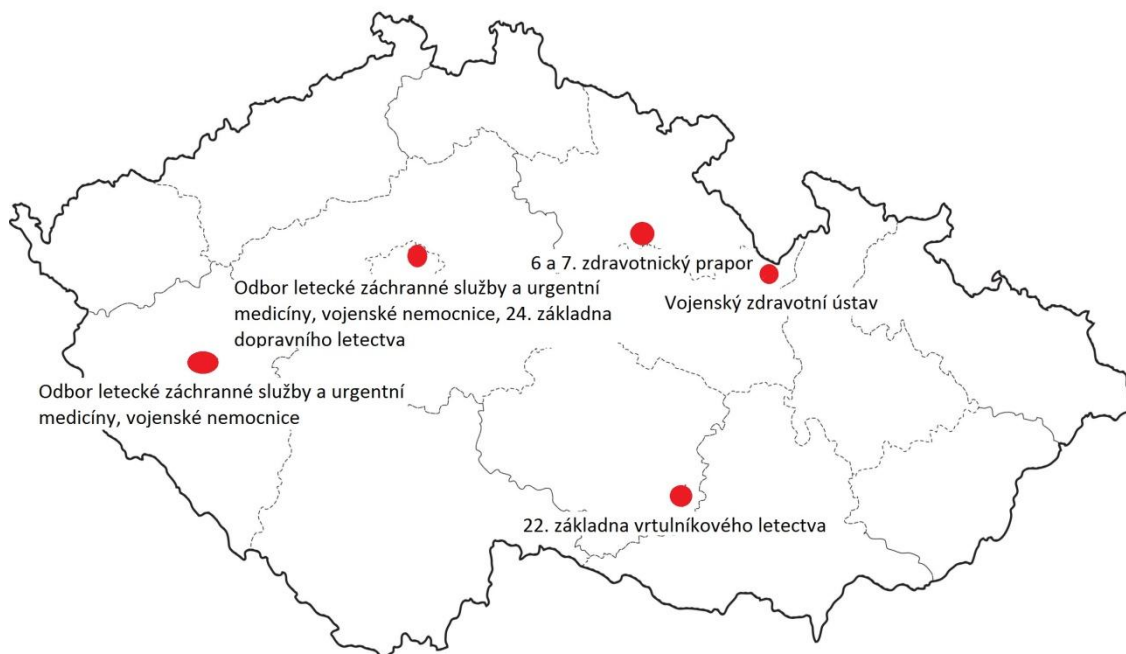 6 a 7. zdravotnický prapor
Odbor letecké záchranné služby a urgentní
medicíny, vojenské nemocnice, 24. základna
dopravního letectva
Vojenský zdravotní ústav
Odbor letecké záchranné služby a urgentní
medicíny, vojenské nemocnice
22. základna vrtulníkového letectva